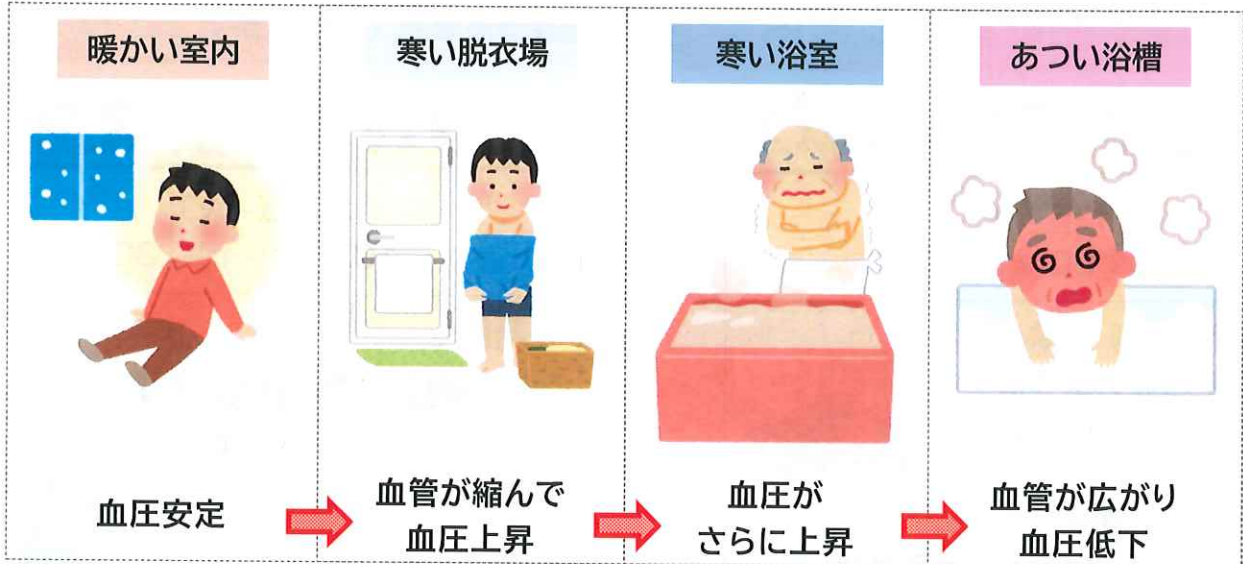 暖かい室内
寒い脱衣場
寒い浴室
あつい浴槽
血圧安定
血管が縮んで
血圧上昇
血圧が
さらに上昇
血管が広がり
血圧低下